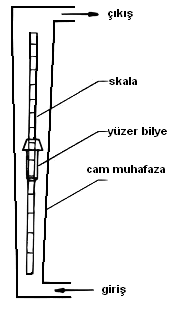 çıkış
skala
yüzer bilye
cam muhafaza
giriş